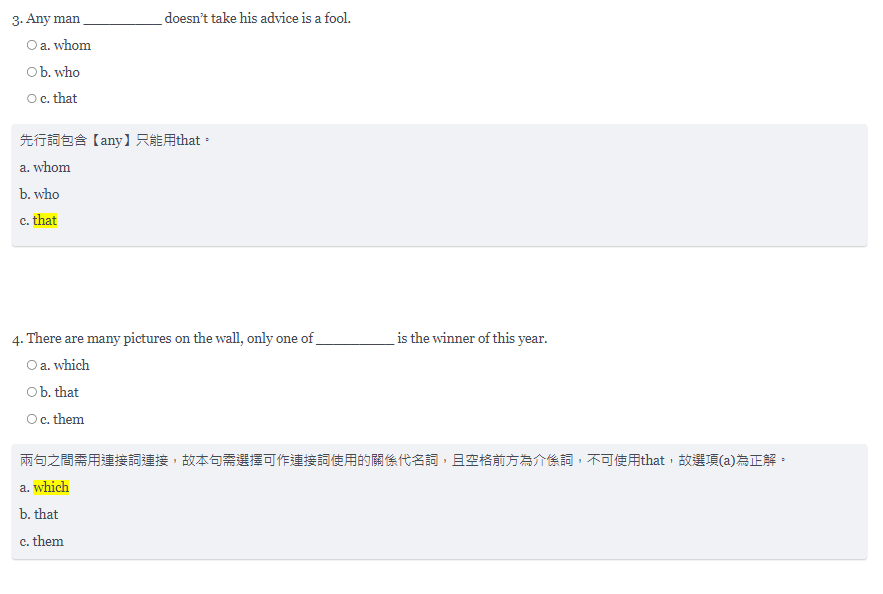 3. Any man __________ doesn’t take his advice is a fool.
a. whom
b. who
c. that
先行詞包含【any】只能用that。
a. whom
b. who
c. that
4. There are many pictures on the wall, only one of __________ is the winner of this year.
a. which
b. that
c. them
兩句之間需用連接詞連接，故本句需選擇可作連接詞使用的關係代名詞，且空格前方為介係詞，不可使用that，故選項(a)為正解。
a. which
b. that
c. them